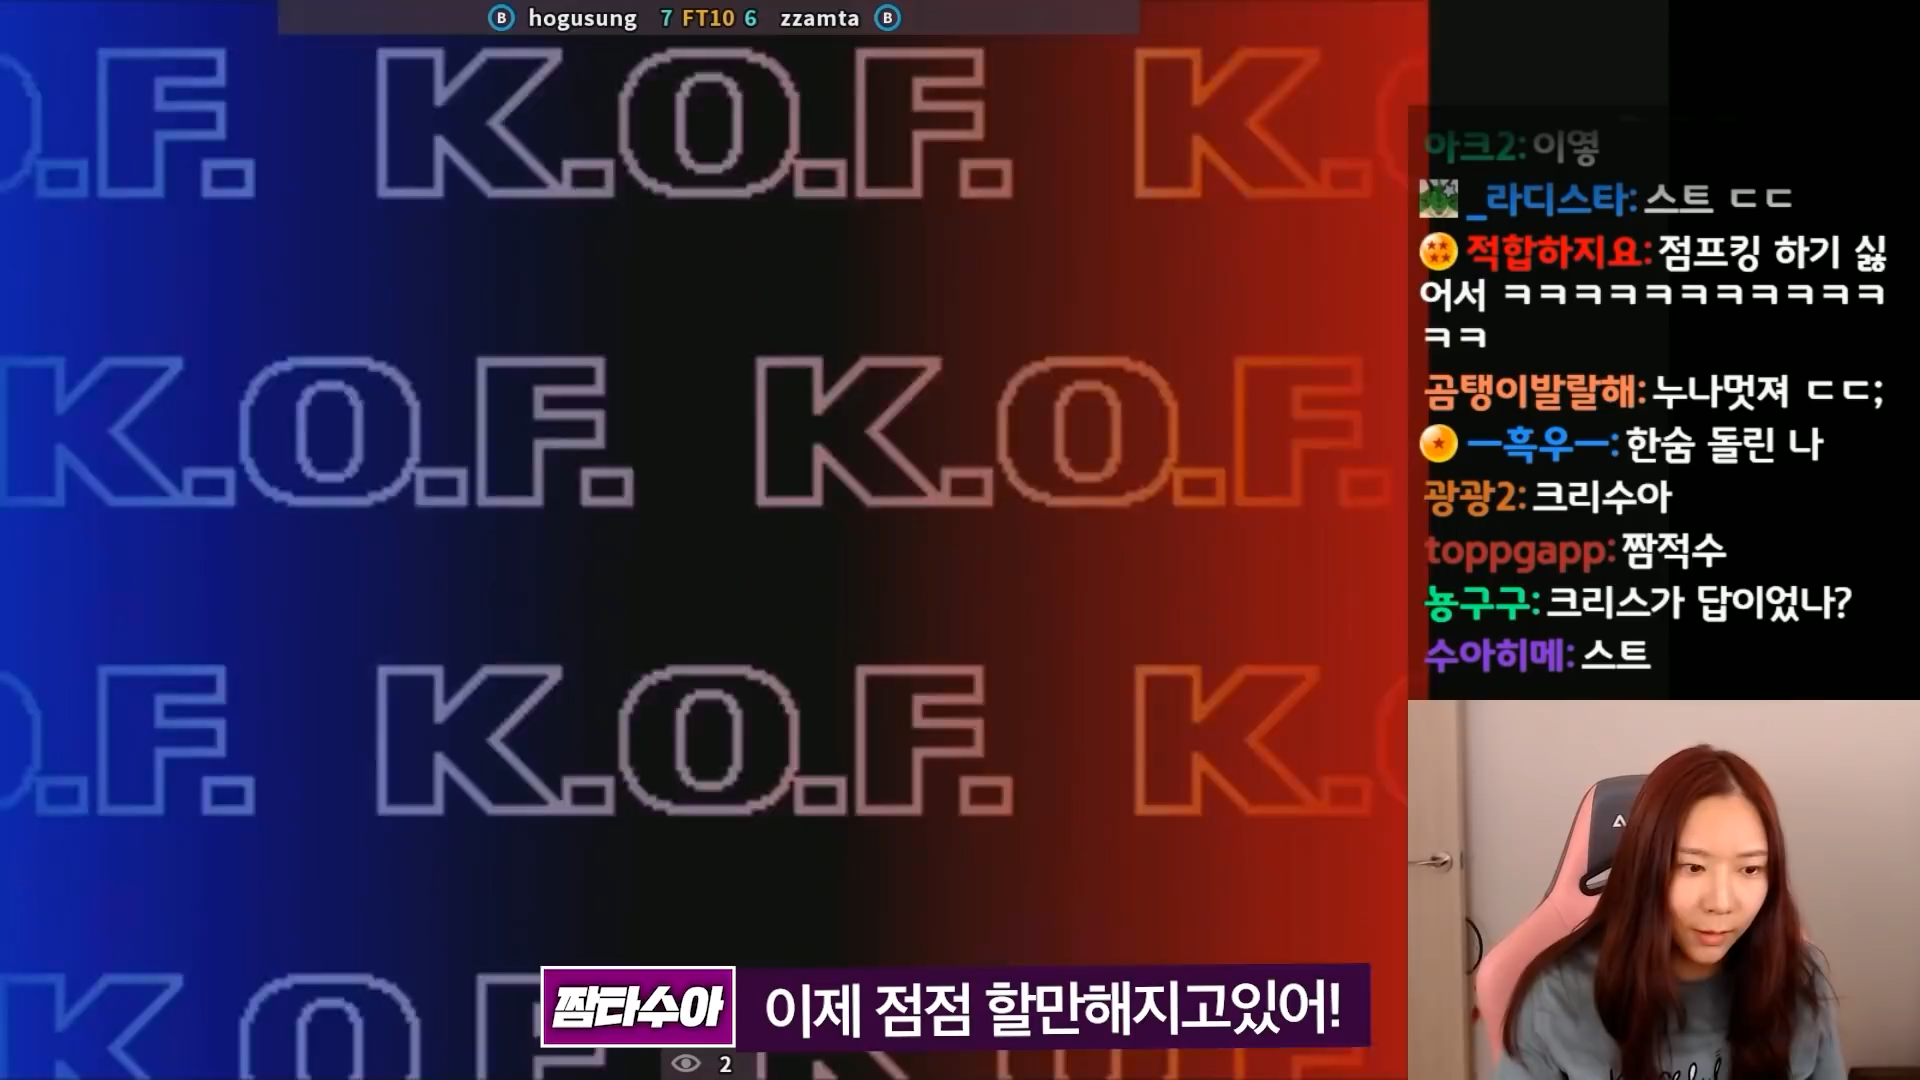 hogusung 7 FT10 6 zzamta
.F. K.O.F. K.
K.O.F. K.O.F.
.F. K.O.F. K.
아크2: 이옇
_라디스타: 스트 ㄷㄷ
적합하지요: 점프킹 하기 싫
어서 ㅋㅋㅋㅋㅋㅋㅋㅋㅋㅋㅋ
ㅋㅋ
곰탱이발랄해: 누나멋져 ㄷㄷ;
ㅡ흑우ㅡ: 한숨 돌린 나
광광2: 크리수아
toppgapp: 짬적수
뇽구구: 크리스가 답이었나?
수아히메: 스트
짬타수아 이제 점점 할만해지고있어!
2